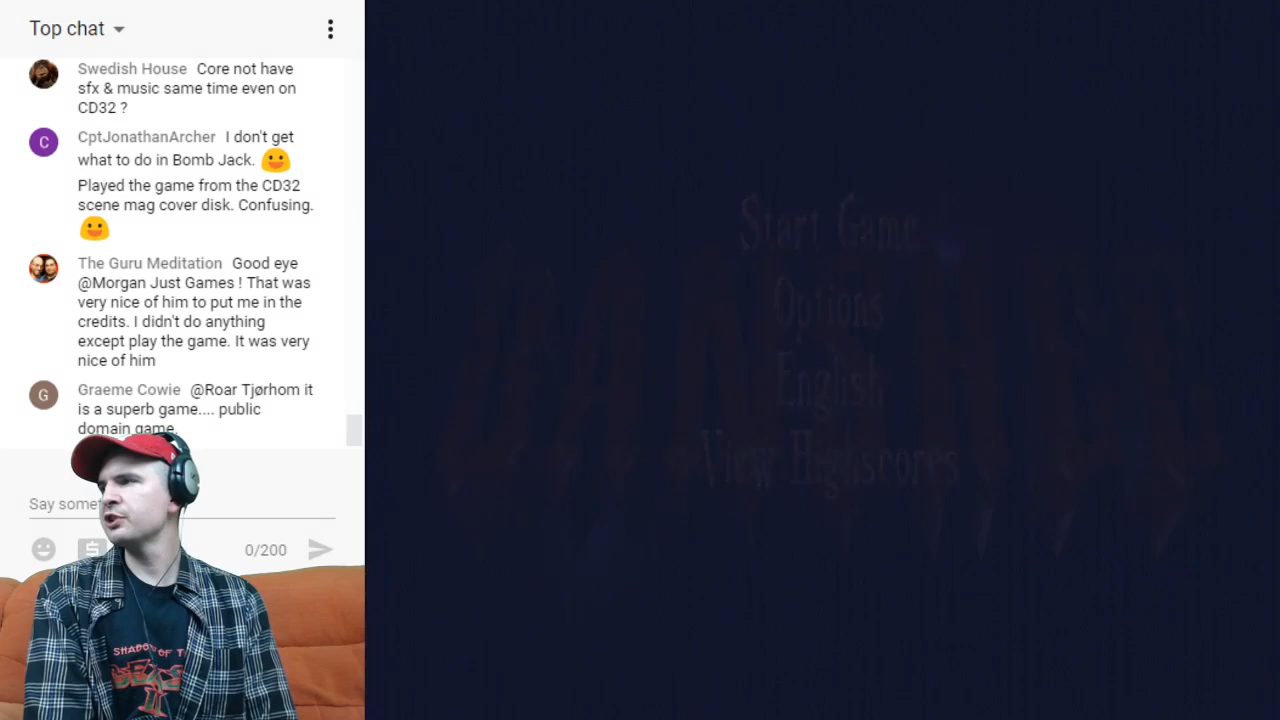 Top chat
Swedish House Core not have
sfx & music same time even on
CD32 ?
C
CptJonathanArcher I don't get
what to do in Bomb Jack.
Played the game from the CD32
scene mag cover disk. Confusing.
The Guru Meditation Good eye
@Morgan Just Games ! That was
very nice of him to put me in the
credits. I didn't do anything
except play the game. It was very
nice of him
G
Graeme Cowie @Roar Tjørhom it
is a superb game.... public
domain game.
Say
0/200
SHADOW OF THE
BEAST
II
Start Game
Options
English
View Highscores